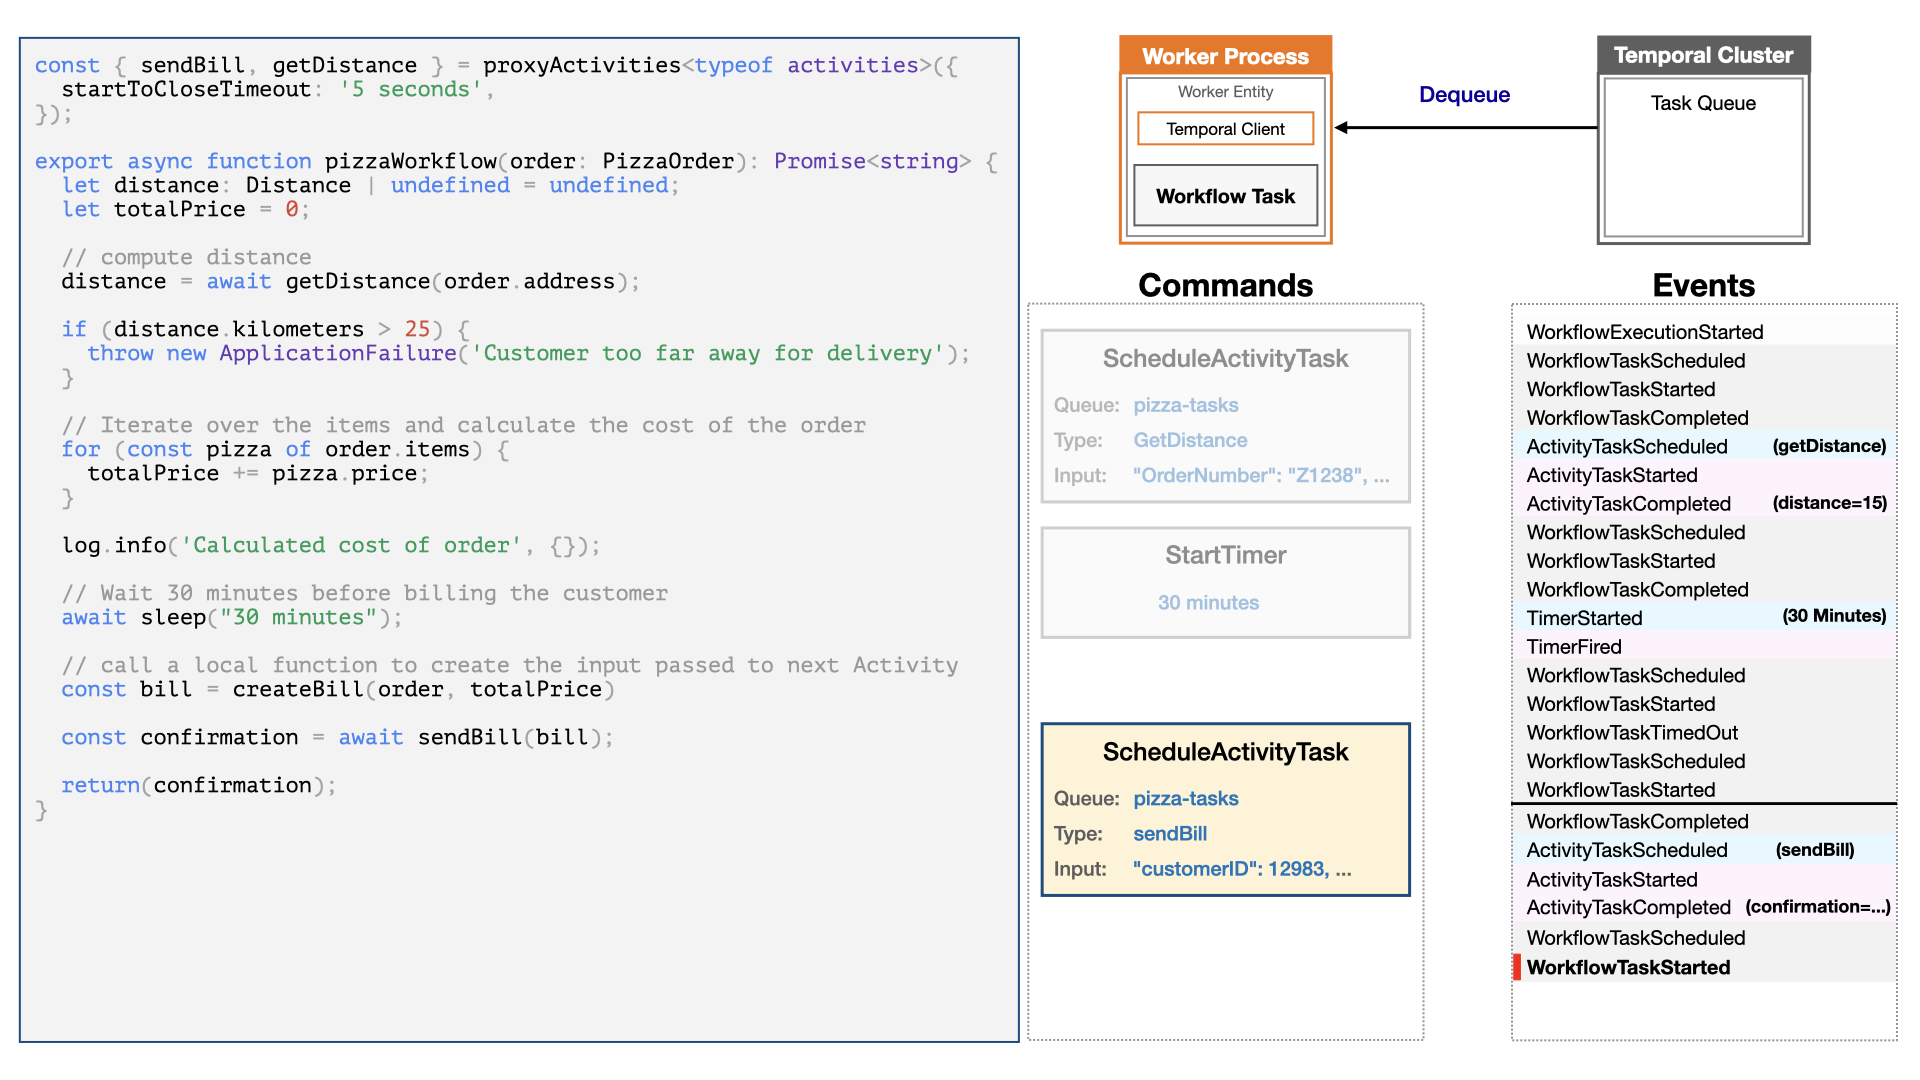 const { sendBill, getDistance } = proxyActivities<typeof activities>({
  startToCloseTimeout: '5 seconds',
});
export async function pizzaWorkflow(order: PizzaOrder): Promise<string> {
  let distance: Distance | undefined = undefined;
  let totalPrice = 0;
  // compute distance
  distance = await getDistance(order.address);
  if (distance.kilometers > 25) {
    throw new ApplicationFailure('Customer too far away for delivery');
  }
  // Iterate over the items and calculate the cost of the order
  for (const pizza of order.items) {
    totalPrice += pizza.price;
  }
  log.info('Calculated cost of order', {});
  // Wait 30 minutes before billing the customer
  await sleep("30 minutes");
  // call a local function to create the input passed to next Activity
  const bill = createBill(order, totalPrice)
  const confirmation = await sendBill(bill);
  return(confirmation);
}
Worker Process
Worker Entity
Temporal Client
Workflow Task
Dequeue
Temporal Cluster
Task Queue
Commands
ScheduleActivityTask
Queue: pizza-tasks
Type: GetDistance
Input: "OrderNumber": "Z1238", ...
StartTimer
30 minutes
ScheduleActivityTask
Queue: pizza-tasks
Type: sendBill
Input: "customerID": 12983, ...
Events
WorkflowExecutionStarted
WorkflowTaskScheduled
WorkflowTaskStarted
WorkflowTaskCompleted
ActivityTaskScheduled (getDistance)
ActivityTaskStarted
ActivityTaskCompleted (distance=15)
WorkflowTaskScheduled
WorkflowTaskStarted
WorkflowTaskCompleted
TimerStarted (30 Minutes)
TimerFired
WorkflowTaskScheduled
WorkflowTaskStarted
WorkflowTaskTimedOut
WorkflowTaskScheduled
WorkflowTaskStarted
WorkflowTaskCompleted
ActivityTaskScheduled (sendBill)
ActivityTaskStarted
ActivityTaskCompleted (confirmation=...)
WorkflowTaskScheduled
WorkflowTaskStarted